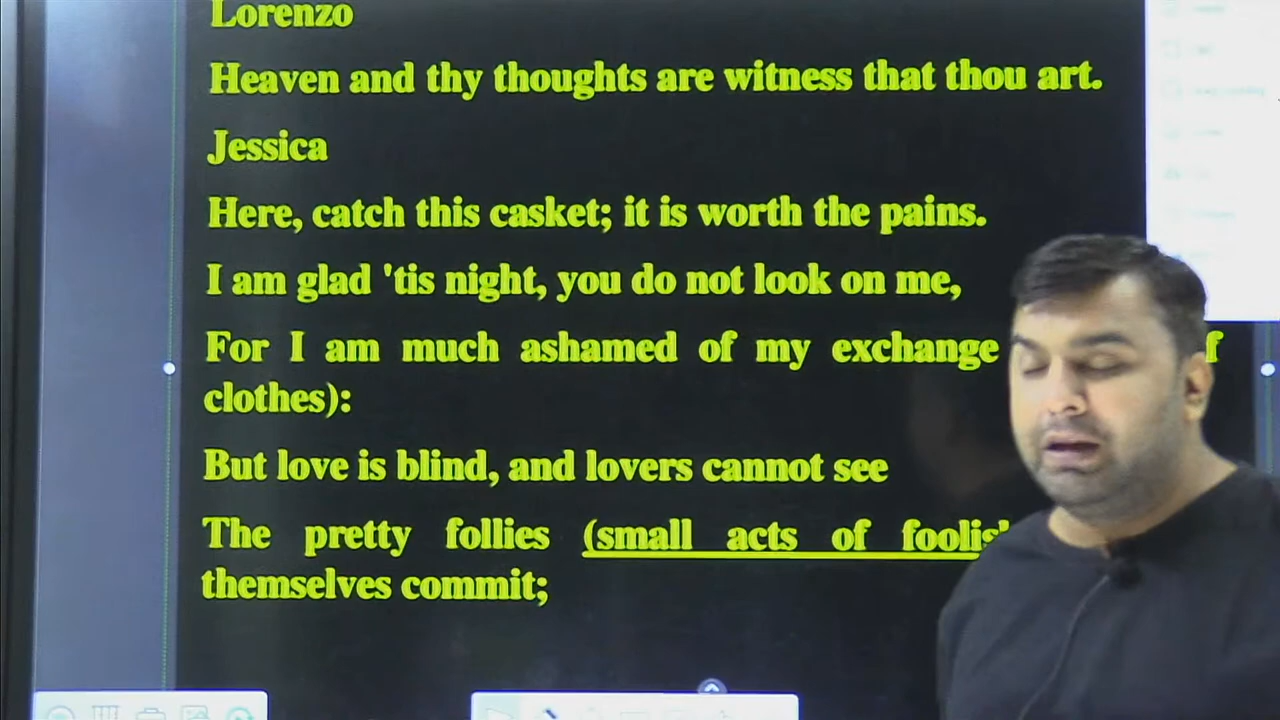 Lorenzo
Heaven and thy thoughts are witness that thou art.
Jessica
Here, catch this casket; it is worth the pains.
I am glad 'tis night, you do not look on me,
For I am much ashamed of my exchange
clothes):
But love is blind, and lovers cannot see
The pretty follies (small acts of
themselves commit;